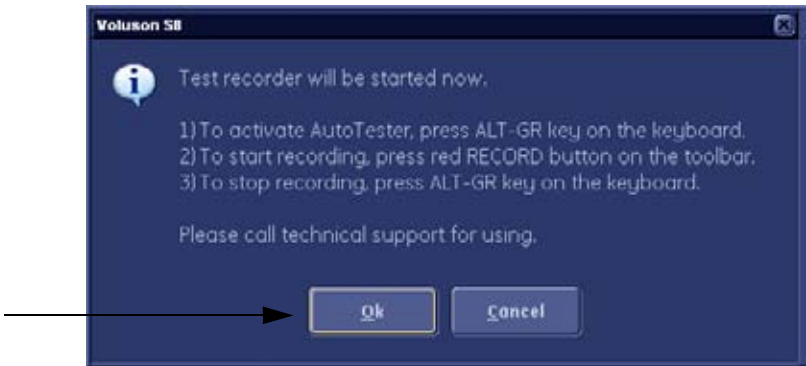 Voluson S8
Test recorder will be started now.
1) To activate AutoTester, press ALT-GR key on the keyboard.
2) To start recording, press red RECORD button on the toolbar.
3) To stop recording, press ALT-GR key on the keyboard.
Please call technical support for using.
Ok Cancel